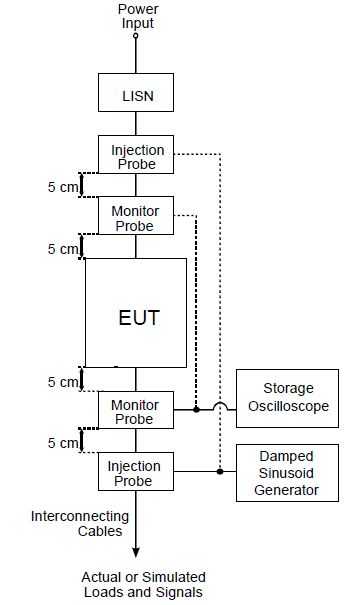 Power
Input
LISN
Injection
Probe
5 cm
Monitor
Probe
5 cm
EUT
5 cm
Monitor
Probe
Storage
Oscilloscope
5 cm
Injection
Probe
Damped
Sinusoid
Generator
Interconnecting
Cables
Actual or Simulated
Loads and Signals